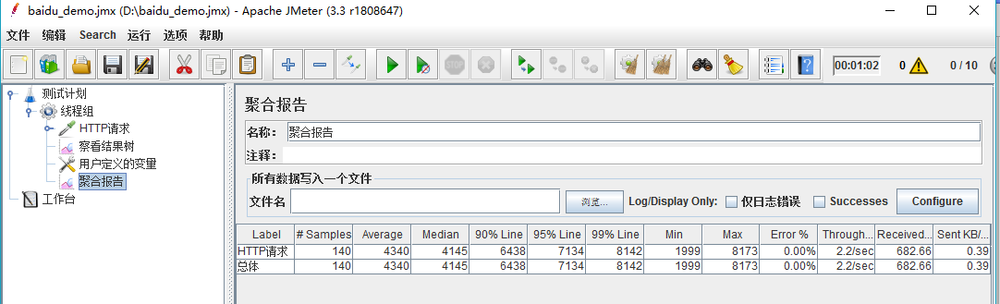 baidu_demo.jmx (D:\baidu_demo.jmx) - Apache JMeter (3.3 r1808647)
文件 编辑 Search 运行 选项 帮助
STOP 00:01:02 0 0 / 10
测试计划
线程组
HTTP请求
察看结果树
用户定义的变量
聚合报告
工作台
聚合报告
名称: 聚合报告
注释:
所有数据写入一个文件
文件名 浏览... Log/Display Only: 仅日志错误 Successes Configure
Label # Samples Average Median 90% Line 95% Line 99% Line Min Max Error % Through... Received... Sent KB/...
HTTP请求 140 4340 4145 6438 7134 8142 1999 8173 0.00% 2.2/sec 682.66 0.39
总体 140 4340 4145 6438 7134 8142 1999 8173 0.00% 2.2/sec 682.66 0.39